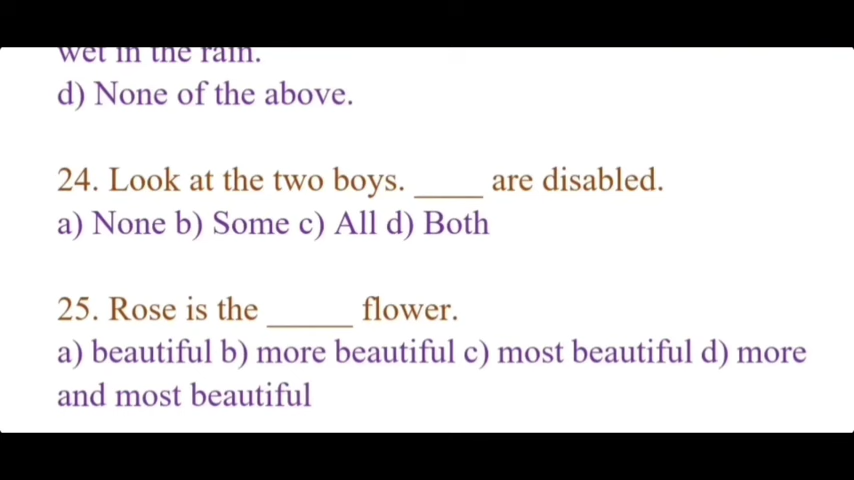 wet in the rain.
d) None of the above.
24. Look at the two boys. ____ are disabled.
a) None b) Some c) All d) Both
25. Rose is the _____ flower.
a) beautiful b) more beautiful c) most beautiful d) more
and most beautiful